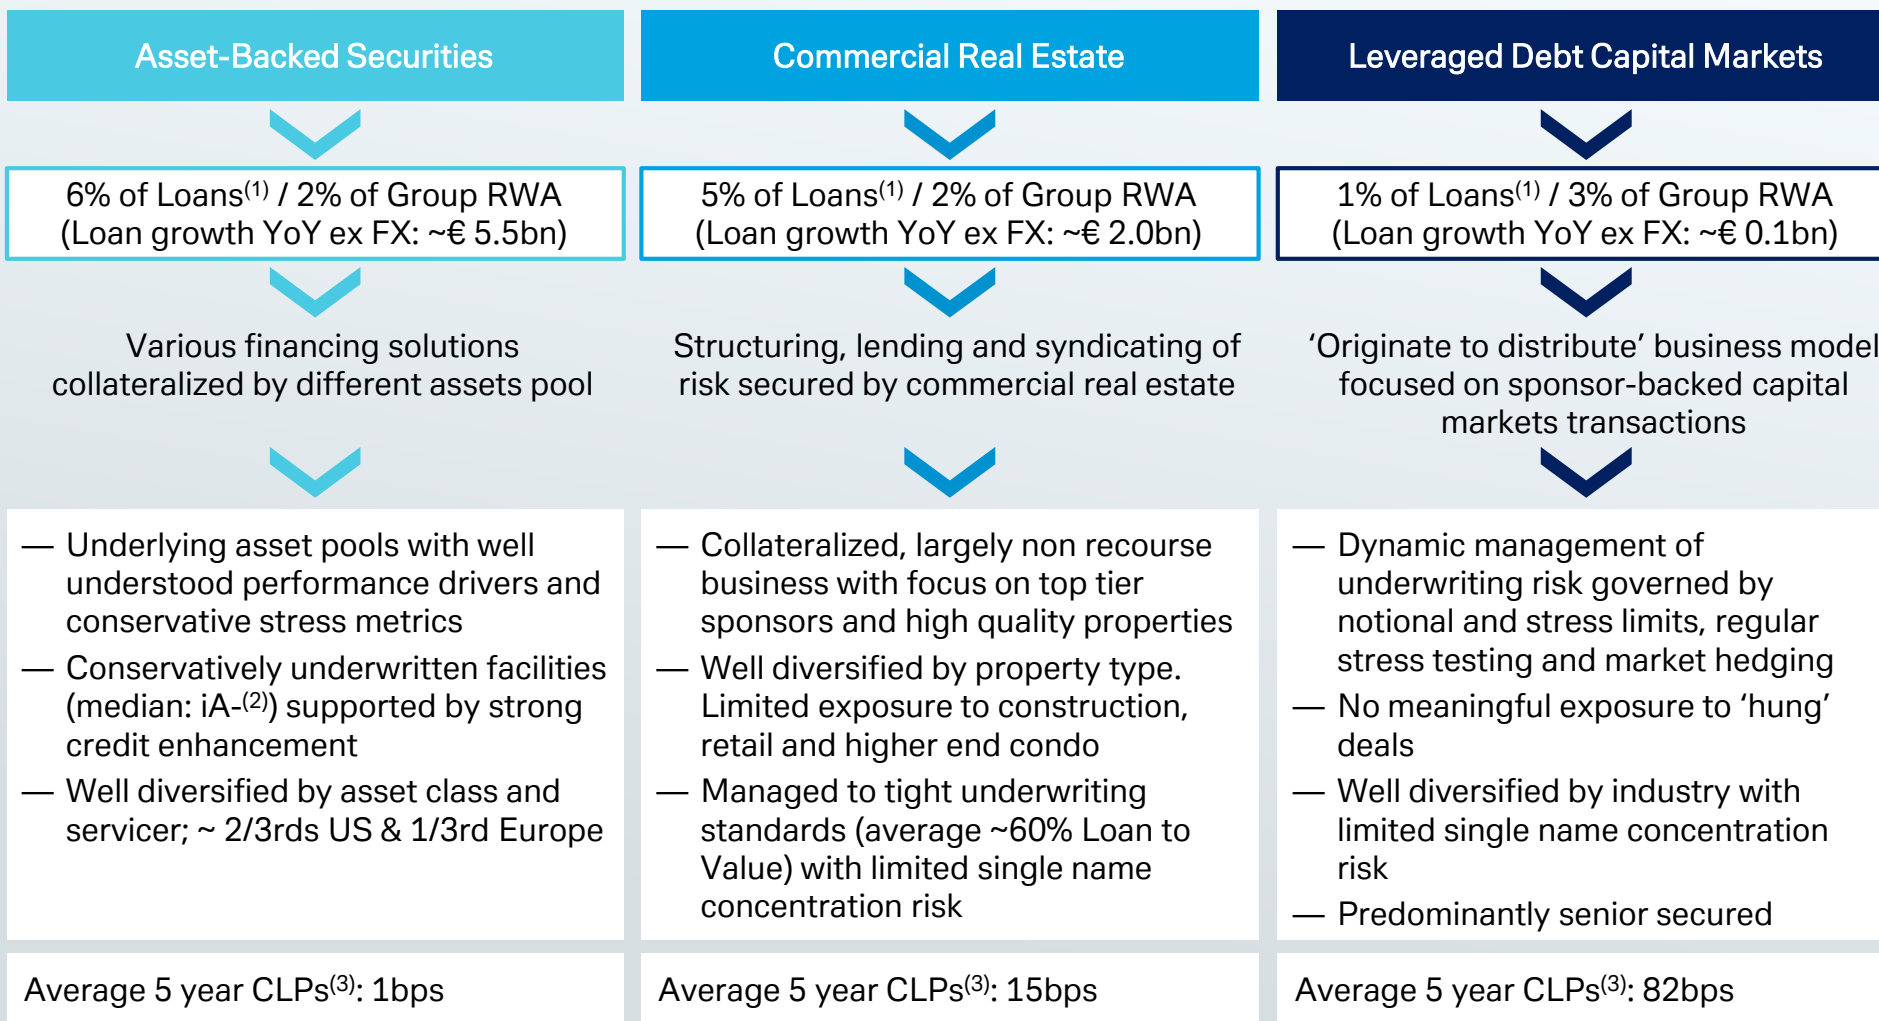 Asset-Backed Securities
6% of Loans(1) / 2% of Group RWA
(Loan growth YoY ex FX: ~€ 5.5bn)
Various financing solutions
collateralized by different assets pool
— Underlying asset pools with well
understood performance drivers and
conservative stress metrics
— Conservatively underwritten facilities
(median: iA-(2)) supported by strong
credit enhancement
— Well diversified by asset class and
servicer; ~ 2/3rds US & 1/3rd Europe
Average 5 year CLPs(3): 1bps
Commercial Real Estate
5% of Loans(1) / 2% of Group RWA
(Loan growth YoY ex FX: ~€ 2.0bn)
Structuring, lending and syndicating of
risk secured by commercial real estate
— Collateralized, largely non recourse
business with focus on top tier
sponsors and high quality properties
— Well diversified by property type.
Limited exposure to construction,
retail and higher end condo
— Managed to tight underwriting
standards (average ~60% Loan to
Value) with limited single name
concentration risk
Average 5 year CLPs(3): 15bps
Leveraged Debt Capital Markets
1% of Loans(1) / 3% of Group RWA
(Loan growth YoY ex FX: ~€ 0.1bn)
‘Originate to distribute’ business model
focused on sponsor-backed capital
markets transactions
— Dynamic management of
underwriting risk governed by
notional and stress limits, regular
stress testing and market hedging
— No meaningful exposure to ‘hung’
deals
— Well diversified by industry with
limited single name concentration
risk
— Predominantly senior secured
Average 5 year CLPs(3): 82bps